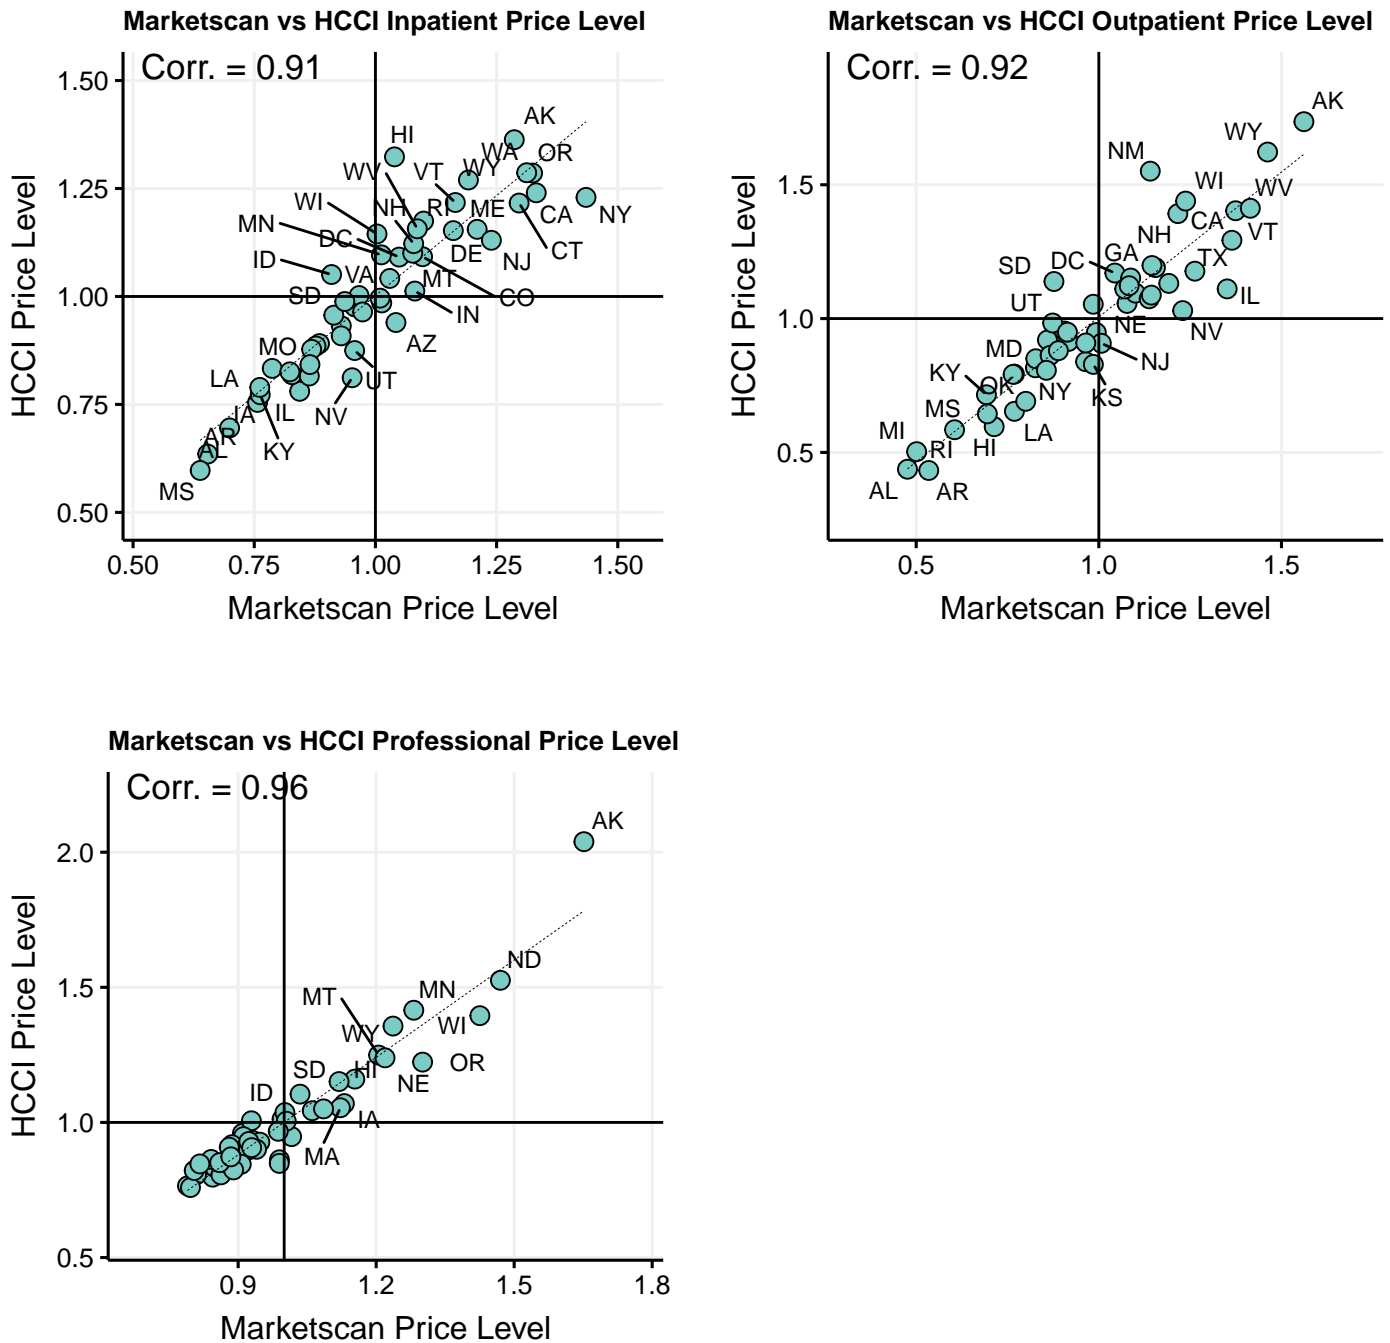 Marketscan vs HCCI Inpatient Price Level
Corr. = 0.91
HCCI Price Level
1.50
1.25
1.00
0.75
0.50
AK
HI
WA
OR
WV
VT
WY
WI
NH
RI
ME
CA
NY
MN
DC
DE
NJ
CT
ID
VA
MT
SD
CO
IN
MO
AZ
LA
UT
IA
IL
NV
AR
AL
KY
MS
0.50
0.75
1.00
1.25
1.50
Marketscan Price Level
Marketscan vs HCCI Outpatient Price Level
Corr. = 0.92
HCCI Price Level
1.5
1.0
0.5
AK
WY
NM
WI
WV
CA
NH
VT
GA
DC
TX
SD
UT
IL
NE
NV
MD
NJ
KY
OK
NY
KS
MS
LA
MI
RI
HI
AL
AR
0.5
1.0
1.5
Marketscan Price Level
Marketscan vs HCCI Professional Price Level
Corr. = 0.96
HCCI Price Level
2.0
1.5
1.0
0.5
AK
ND
MT
MN
WY
WI
SD
HI
OR
ID
NE
IA
MA
0.9
1.2
1.5
1.8
Marketscan Price Level